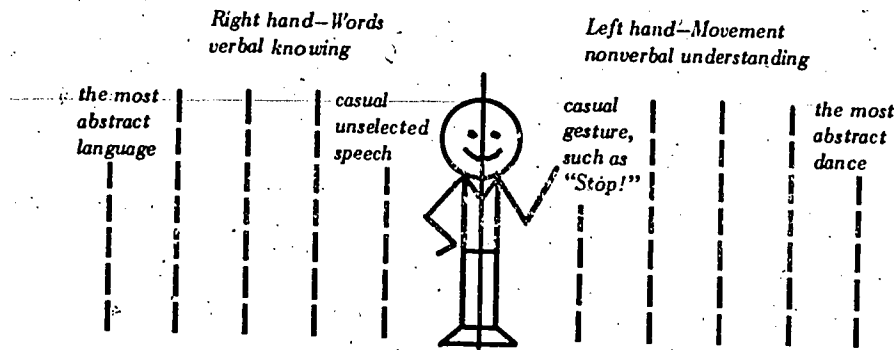 Right hand—Words
verbal knowing
Left hand—Movement
nonverbal understanding
the most
abstract
language
casual
unselected
speech
casual
gesture,
such as
“Stop!”
the most
abstract
dance